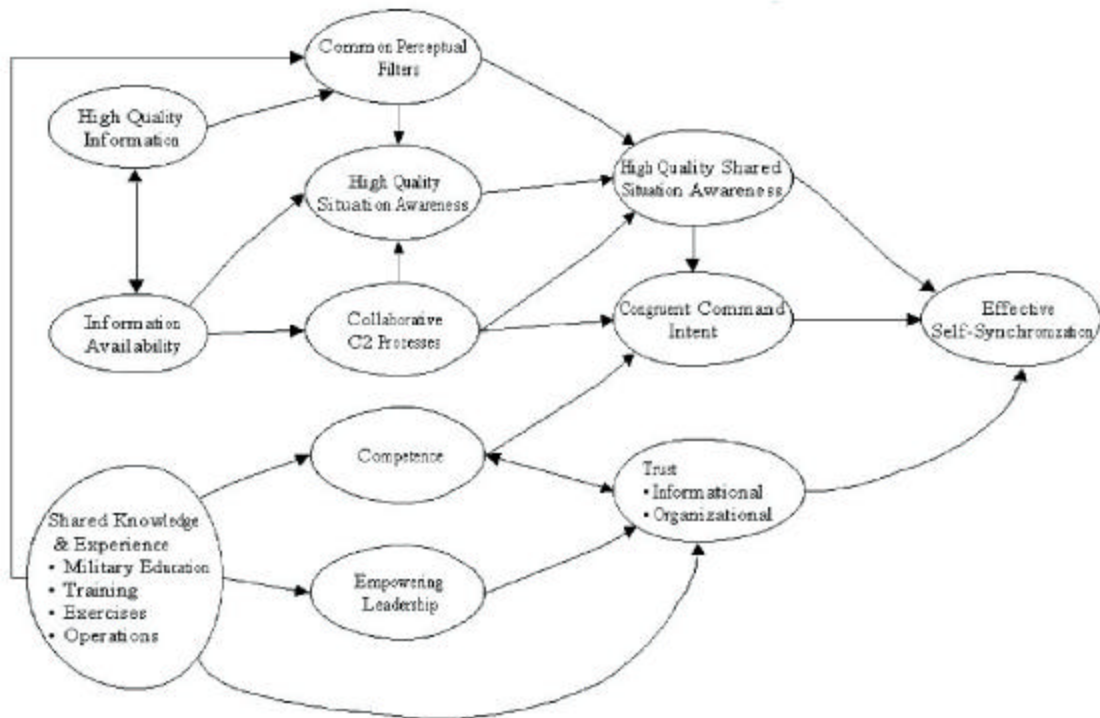 Common Perceptual
Filters
High Quality
Information
High Quality
Situation Awareness
High Quality Shared
Situation Awareness
Information
Availability
Collaborative
C2 Processes
Congruent Command
Intent
Effective
Self-Synchronization
Competence
Trust
• Informational
• Organizational
Shared Knowledge
& Experience
• Military Education
• Training
• Exercises
• Operations
Empowering
Leadership